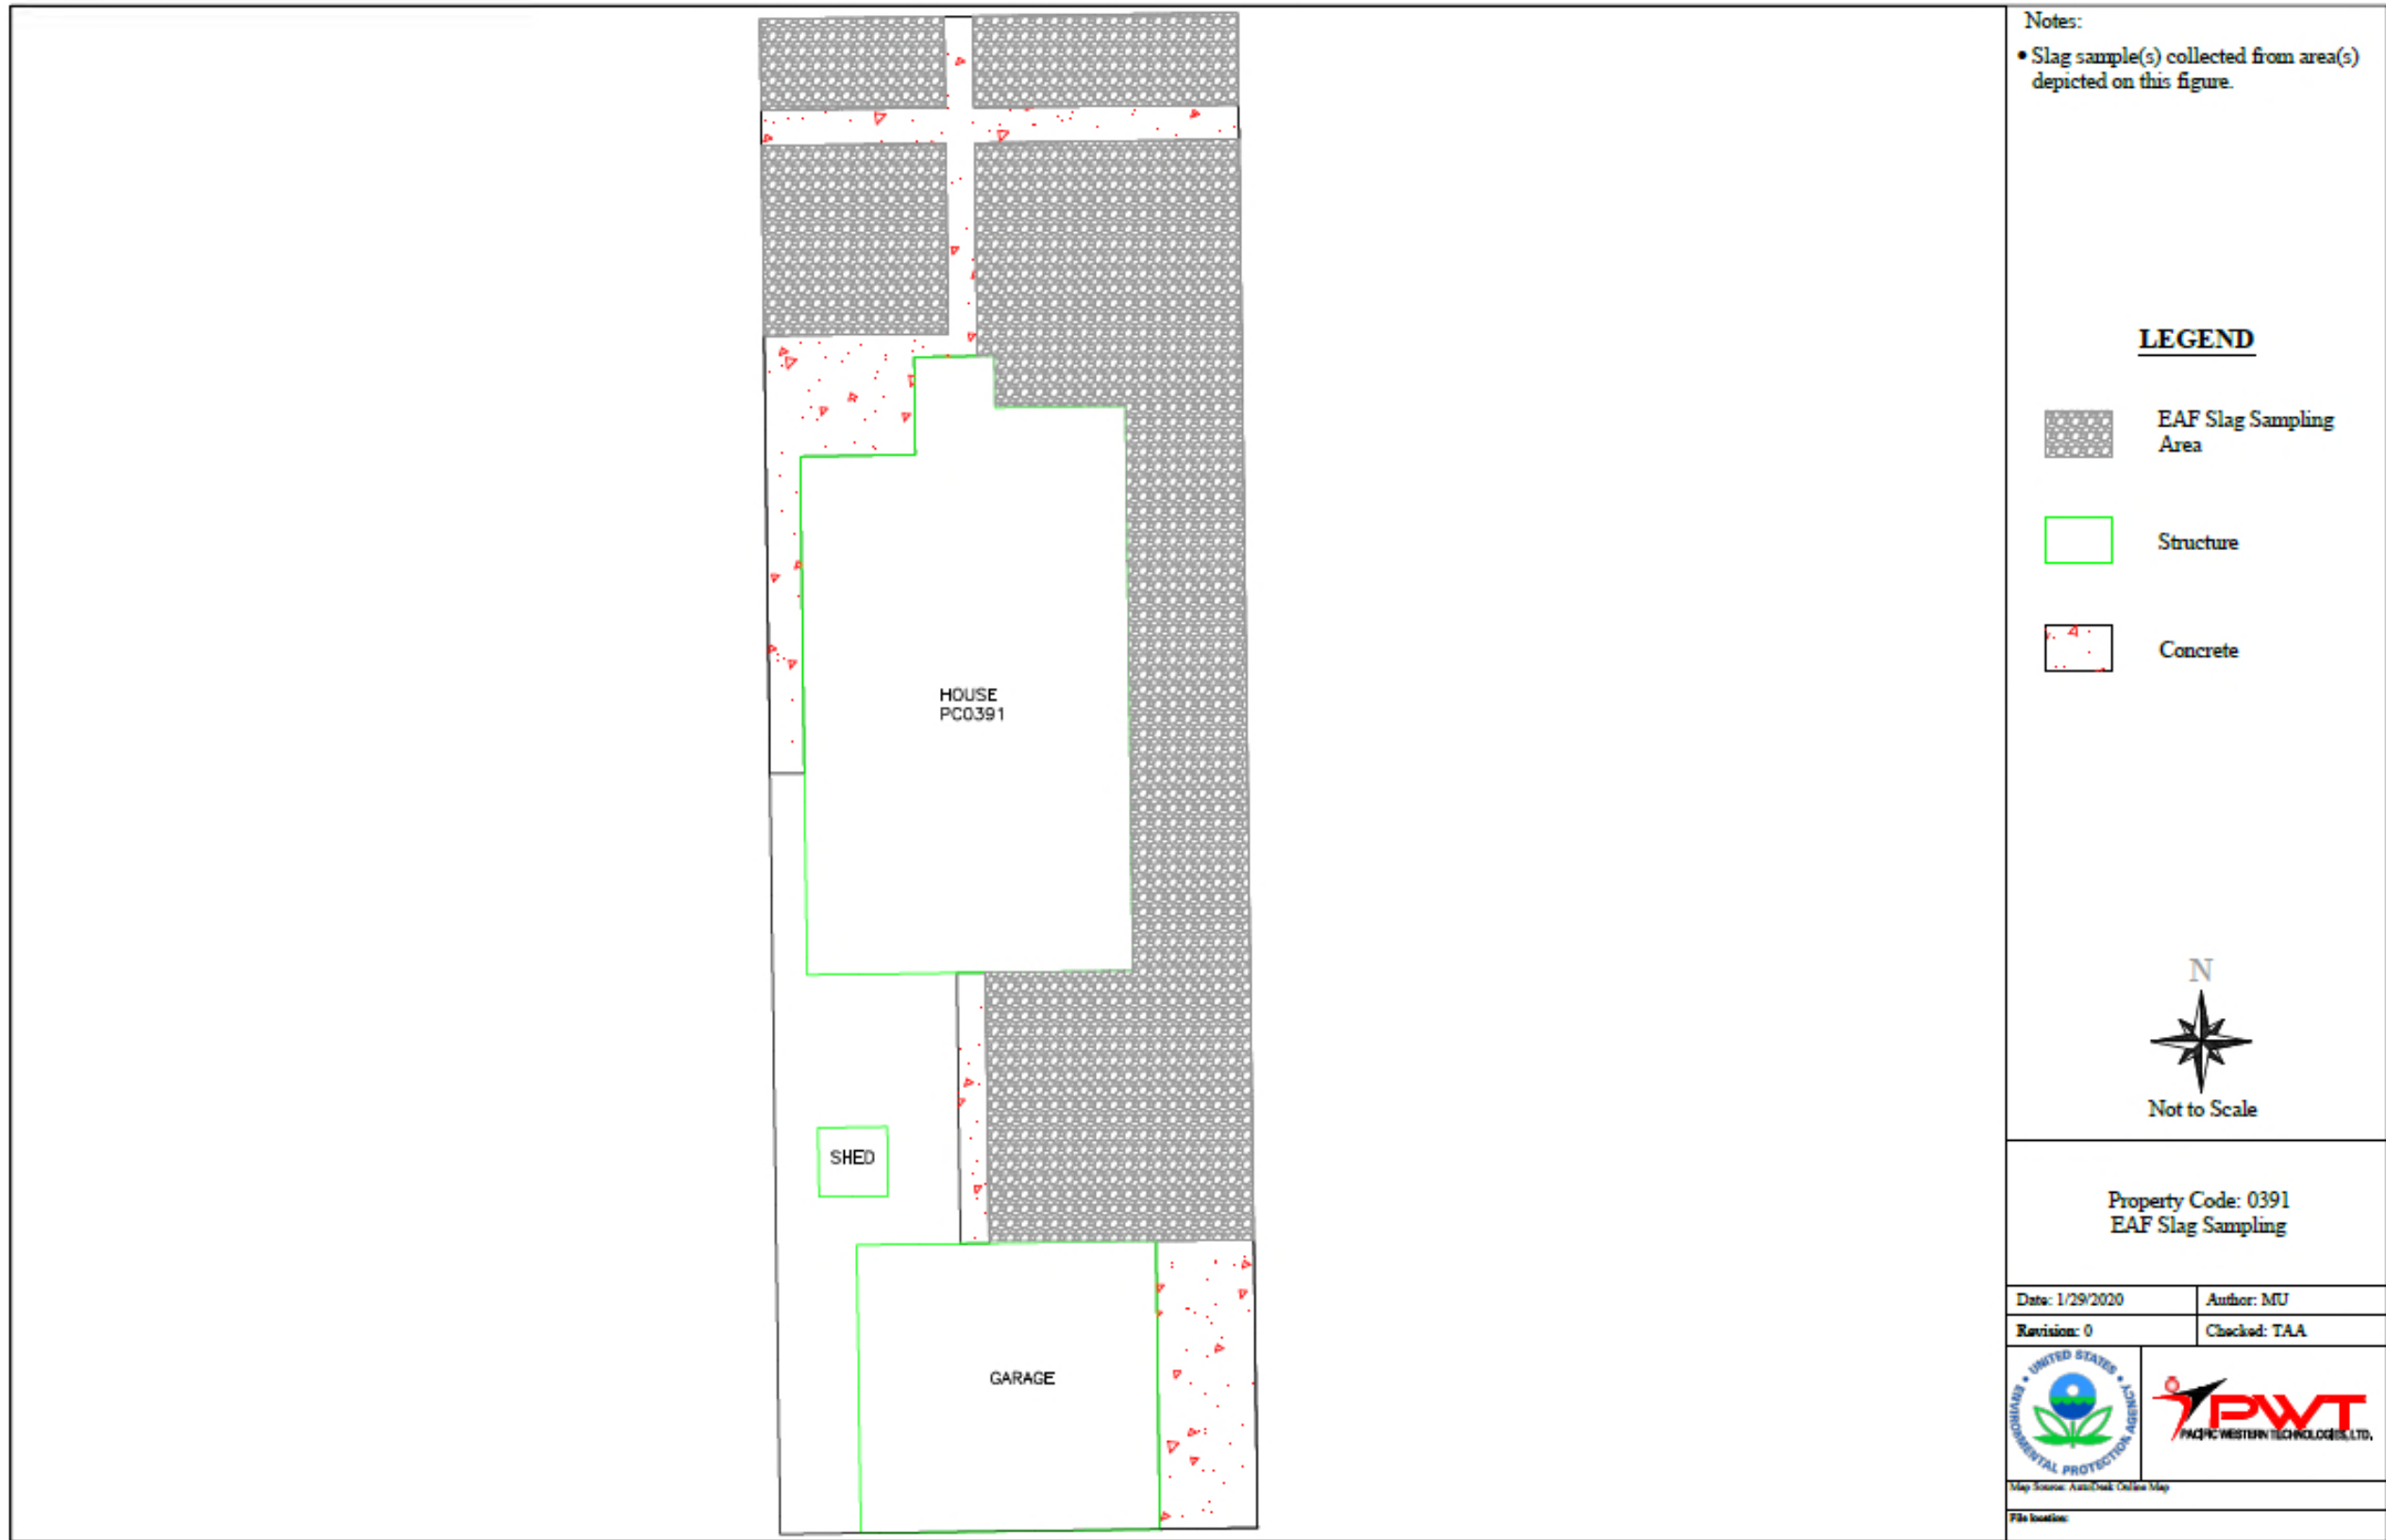 Notes:
• Slag sample(s) collected from area(s)
depicted on this figure.
LEGEND
EAF Slag Sampling
Area
Structure
Concrete
HOUSE
PC0391
SHED
GARAGE
N
Not to Scale
Property Code: 0391
EAF Slag Sampling
Date: 1/29/2020
Author: MU
Revision: 0
Checked: TAA
UNITED STATES
ENVIRONMENTAL PROTECTION AGENCY
PWT
PACIFIC WESTERN TECHNOLOGIES, LTD.
Map Source: AutoDesk Online Map
File location: